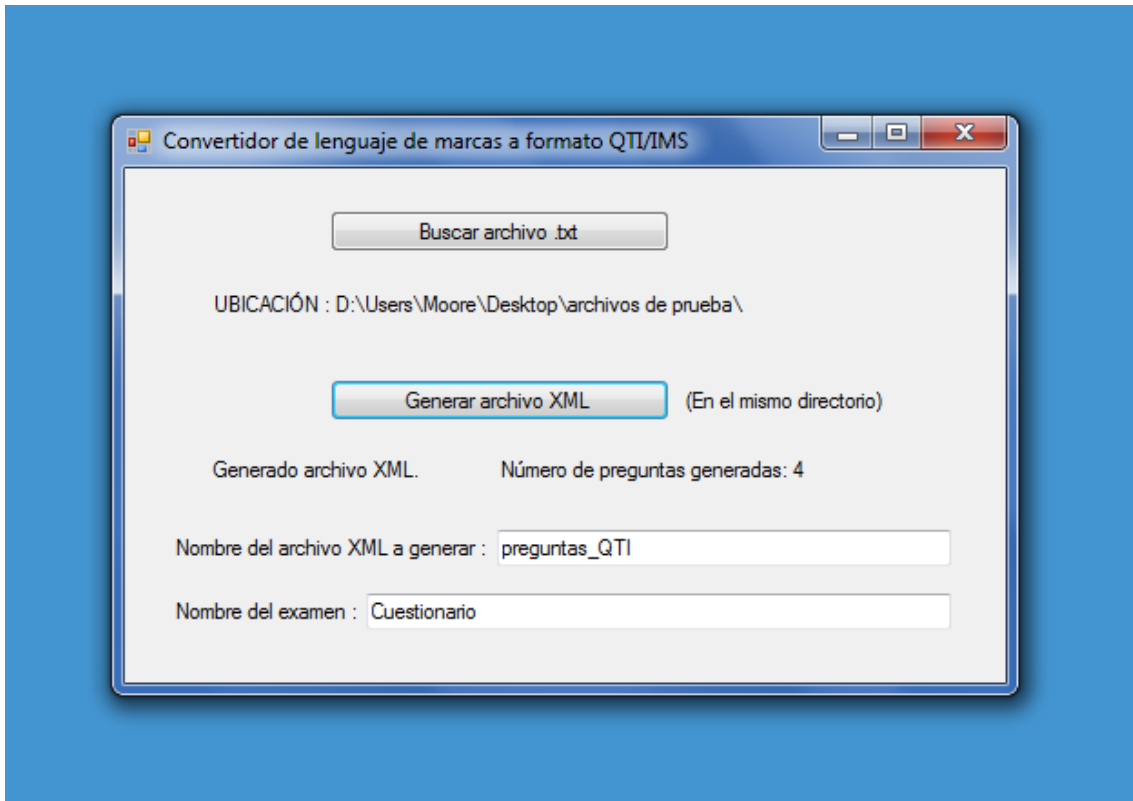 Convertidor de lenguaje de marcas a formato QTI/IMS
Buscar archivo .txt
UBICACIÓN : D:\Users\Moore\Desktop\archivos de prueba\
Generar archivo XML (En el mismo directorio)
Generado archivo XML. Número de preguntas generadas: 4
Nombre del archivo XML a generar : preguntas_QTI
Nombre del examen : Cuestionario